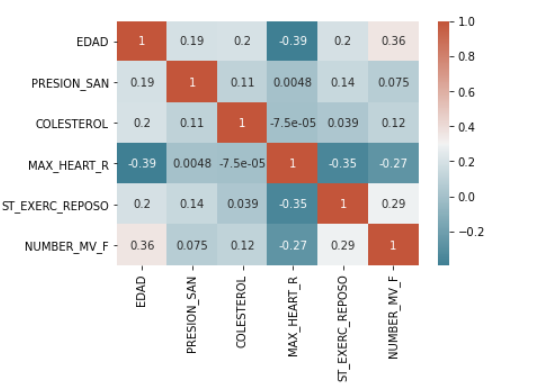 EDAD 1 0.19 0.2 -0.39 0.2 0.36
PRESION_SAN 0.19 1 0.11 0.0048 0.14 0.075
COLESTEROL 0.2 0.11 1 -7.5e-05 0.039 0.12
MAX_HEART_R -0.39 0.0048 -7.5e-05 1 -0.35 -0.27
ST_EXERC_REPOSO 0.2 0.14 0.039 -0.35 1 0.29
NUMBER_MV_F 0.36 0.075 0.12 -0.27 0.29 1
EDAD
PRESION_SAN
COLESTEROL
MAX_HEART_R
ST_EXERC_REPOSO
NUMBER_MV_F
1.0
0.8
0.6
0.4
0.2
0.0
−0.2